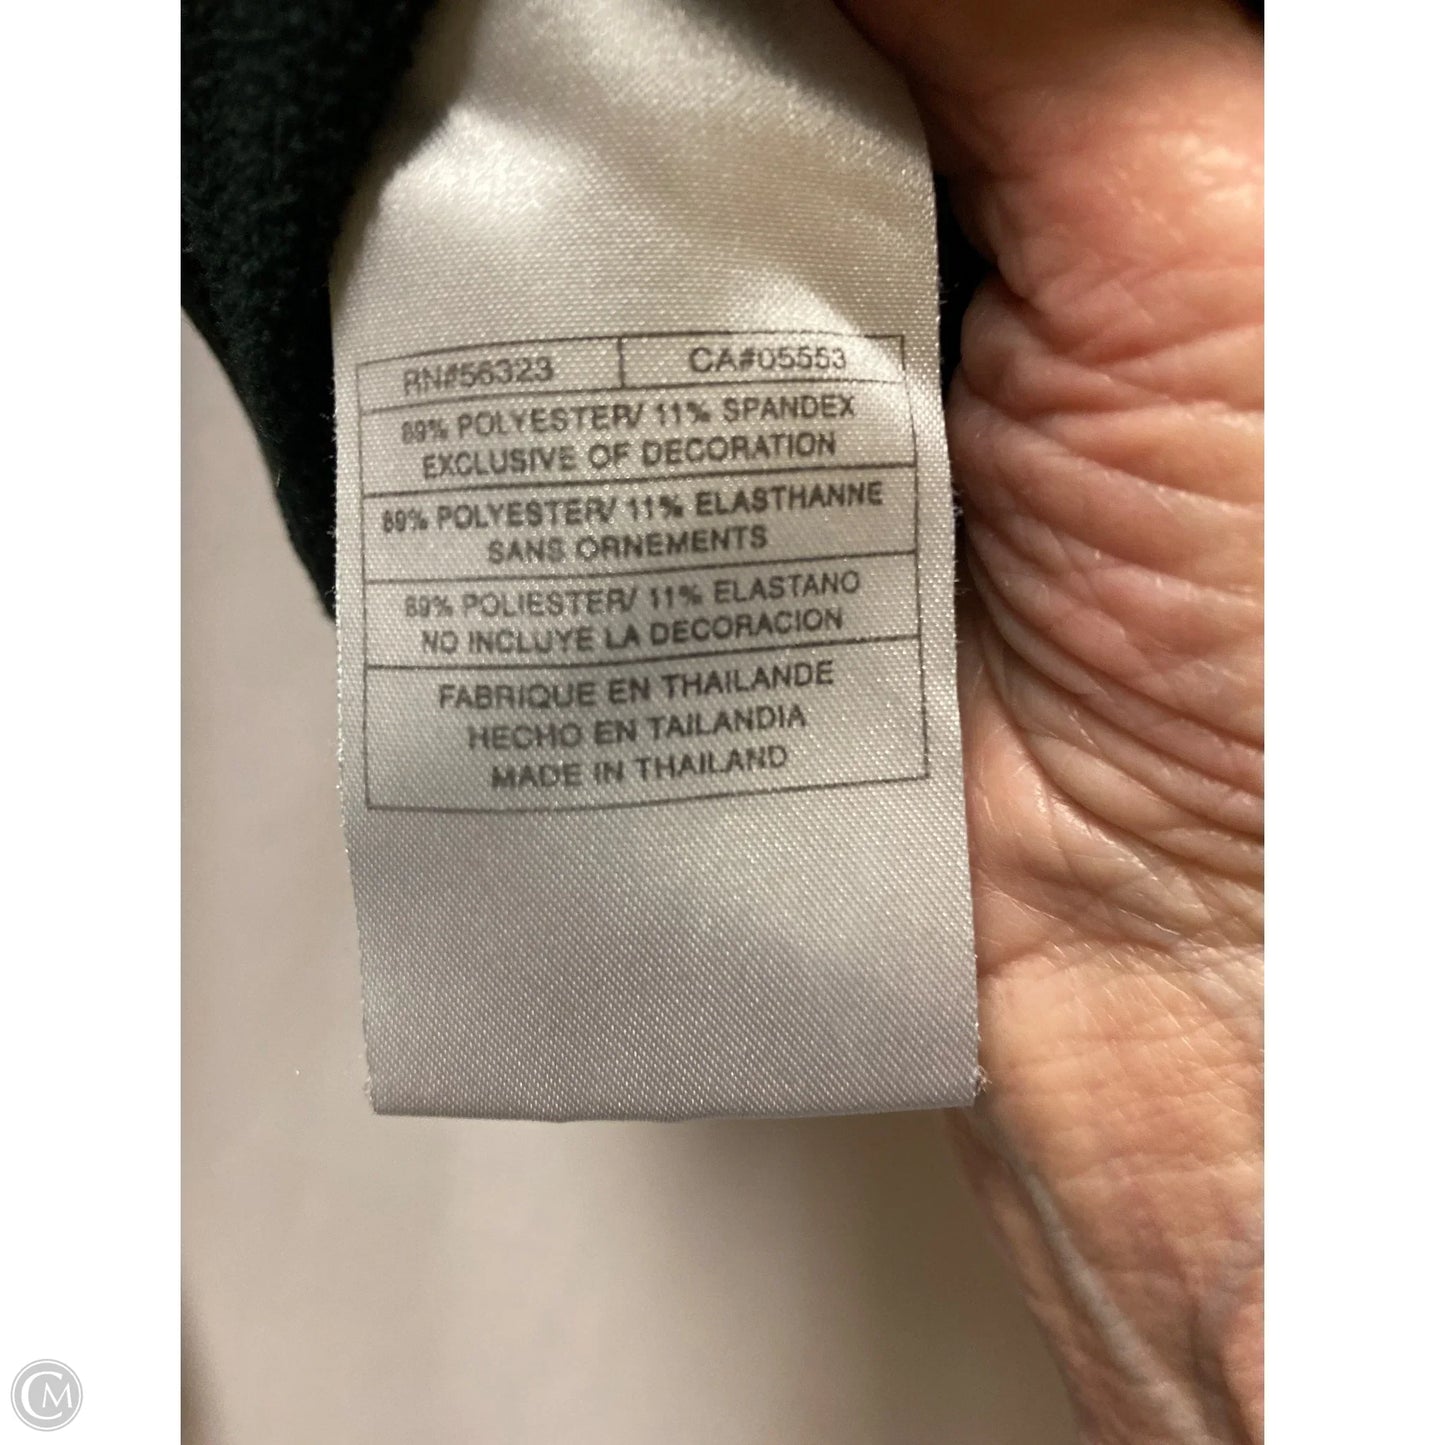 RN#56323 CA#05553
89% POLYESTER/ 11% SPANDEX
EXCLUSIVE OF DECORATION
89% POLYESTER/ 11% ELASTHANNE
SANS ORNEMENTS
89% POLIESTER/ 11% ELASTANO
NO INCLUYE LA DECORACION
FABRIQUE EN THAILANDE
HECHO EN TAILANDIA
MADE IN THAILAND
CM